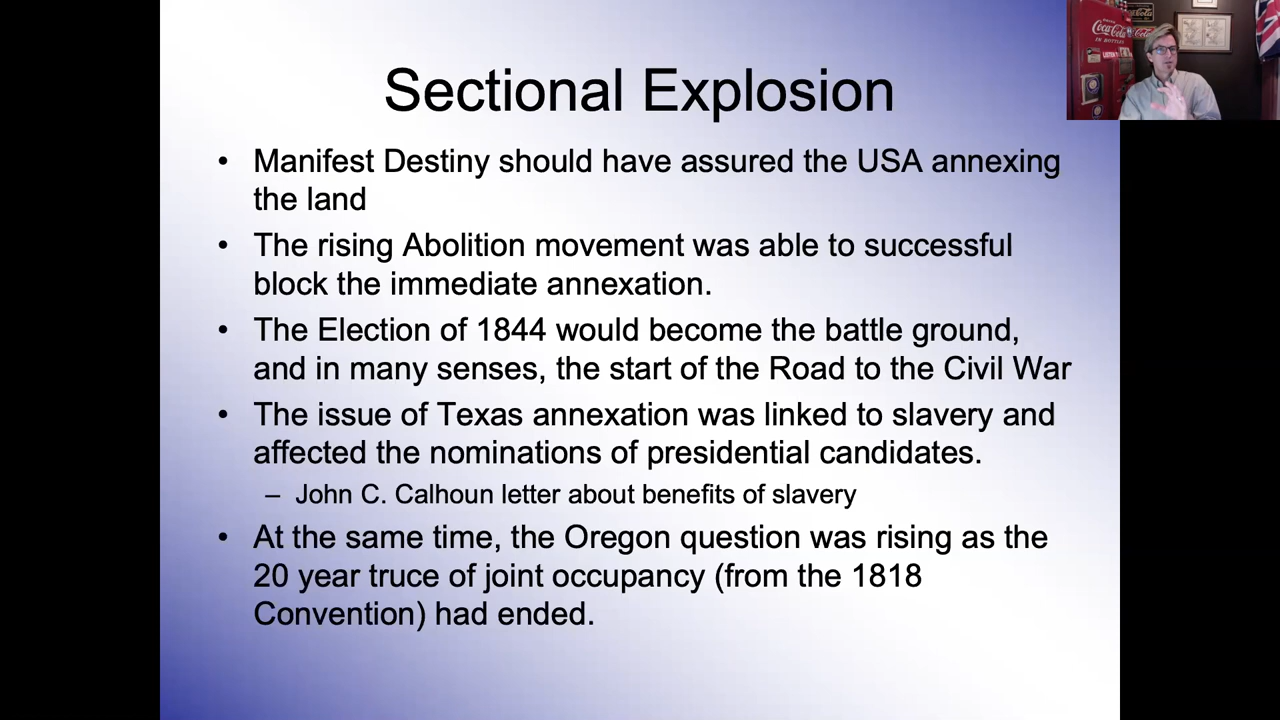 Sectional Explosion
• Manifest Destiny should have assured the USA annexing
the land
• The rising Abolition movement was able to successful
block the immediate annexation.
• The Election of 1844 would become the battle ground,
and in many senses, the start of the Road to the Civil War
• The issue of Texas annexation was linked to slavery and
affected the nominations of presidential candidates.
– John C. Calhoun letter about benefits of slavery
• At the same time, the Oregon question was rising as the
20 year truce of joint occupancy (from the 1818
Convention) had ended.
Coca-Cola
IN BOTTLES